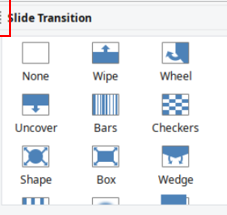 Slide Transition
None Wipe Wheel
Uncover Bars Checkers
Shape Box Wedge